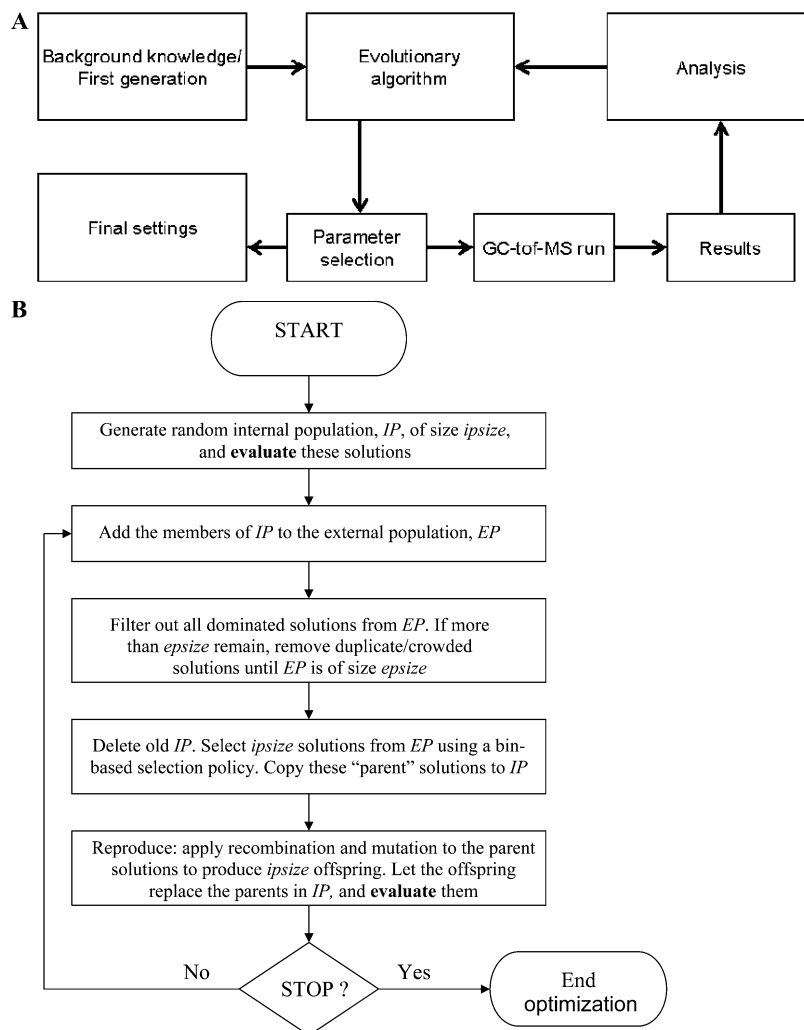 A
Background knowledge/
First generation
Evolutionary
algorithm
Analysis
Final settings
Parameter
selection
GC-tof-MS run
Results
B
START
Generate random internal population, IP, of size ipsize,
and evaluate these solutions
Add the members of IP to the external population, EP
Filter out all dominated solutions from EP. If more
than epsize remain, remove duplicate/crowded
solutions until EP is of size epsize
Delete old IP. Select ipsize solutions from EP using a bin-
based selection policy. Copy these “parent” solutions to IP
Reproduce: apply recombination and mutation to the parent
solutions to produce ipsize offspring. Let the offspring
replace the parents in IP, and evaluate them
No
STOP ?
Yes
End
optimization